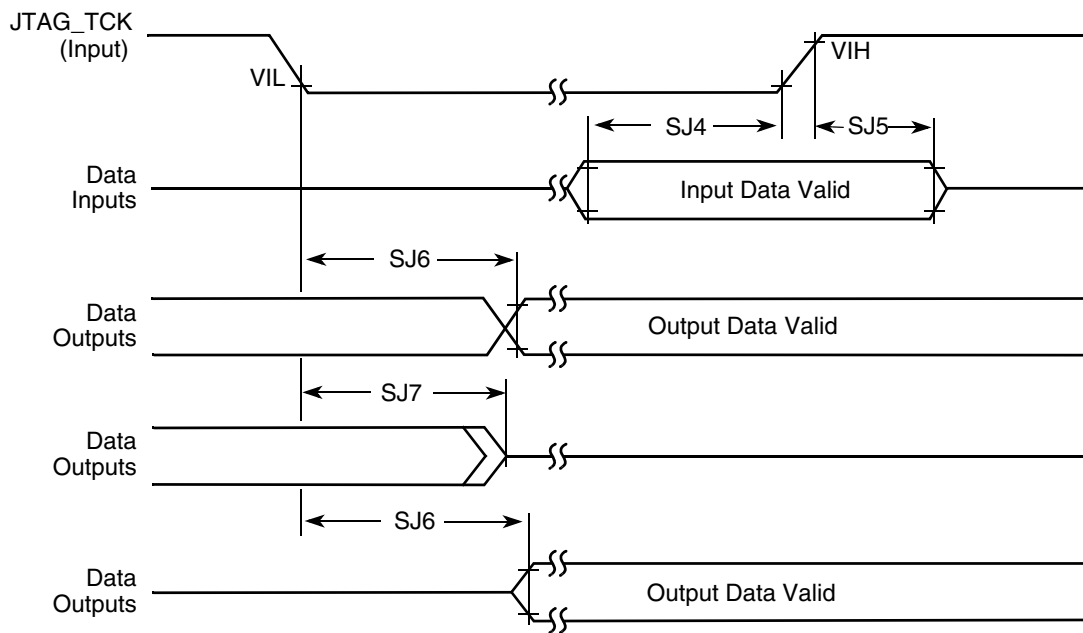 JTAG_TCK
(Input)
VIL
VIH
SJ4
SJ5
Data
Inputs
Input Data Valid
SJ6
Data
Outputs
Output Data Valid
SJ7
Data
Outputs
SJ6
Data
Outputs
Output Data Valid